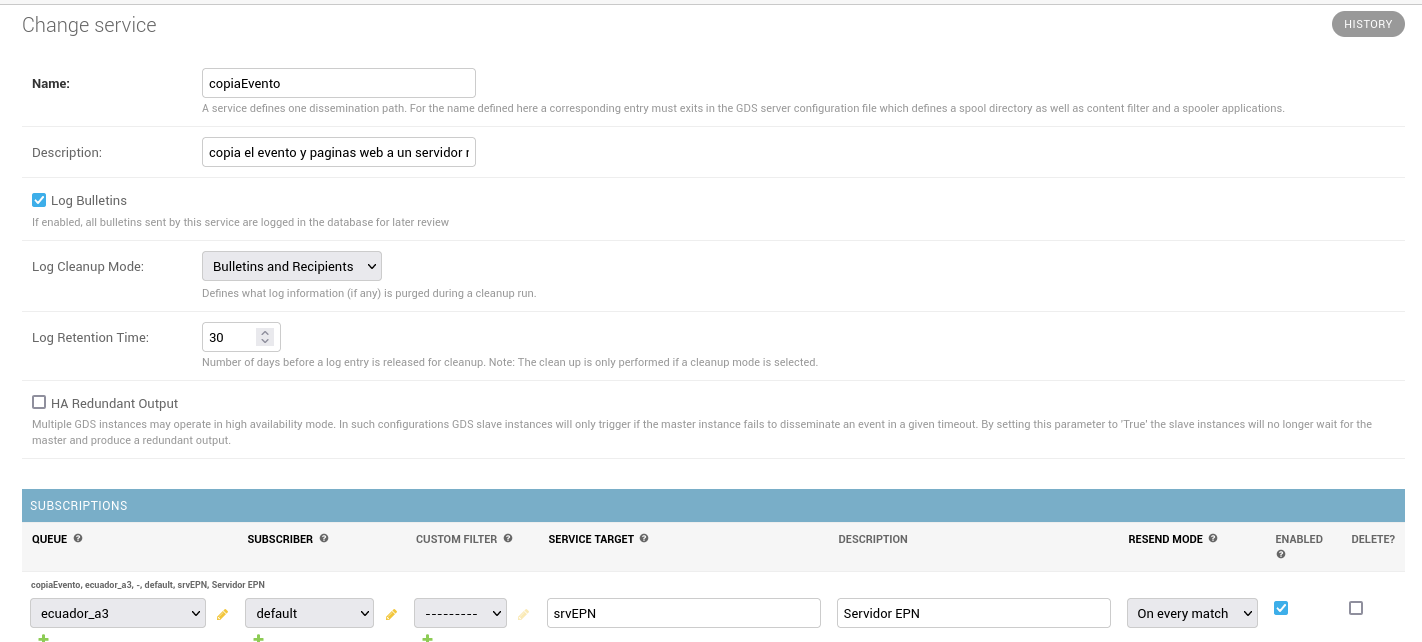 Change service
HISTORY
Name:
copiaEvento
A service defines one dissemination path. For the name defined here a corresponding entry must exits in the GDS server configuration file which defines a spool directory as well as content filter and a spooler applications.
Description:
copia el evento y paginas web a un servidor r
Log Bulletins
If enabled, all bulletins sent by this service are logged in the database for later review
Log Cleanup Mode:
Bulletins and Recipients
Defines what log information (if any) is purged during a cleanup run.
Log Retention Time:
30
Number of days before a log entry is released for cleanup. Note: The clean up is only performed if a cleanup mode is selected.
HA Redundant Output
Multiple GDS instances may operate in high availability mode. In such configurations GDS slave instances will only trigger if the master instance fails to disseminate an event in a given timeout. By setting this parameter to 'True' the slave instances will no longer wait for the
master and produce a redundant output.
SUBSCRIPTIONS
QUEUE ? SUBSCRIBER ? CUSTOM FILTER ? SERVICE TARGET ? DESCRIPTION RESEND MODE ? ENABLED ? DELETE?
copiaEvento, ecuador_a3, -, default, srvEPN, Servidor EPN
ecuador_a3 default --------- srvEPN Servidor EPN On every match